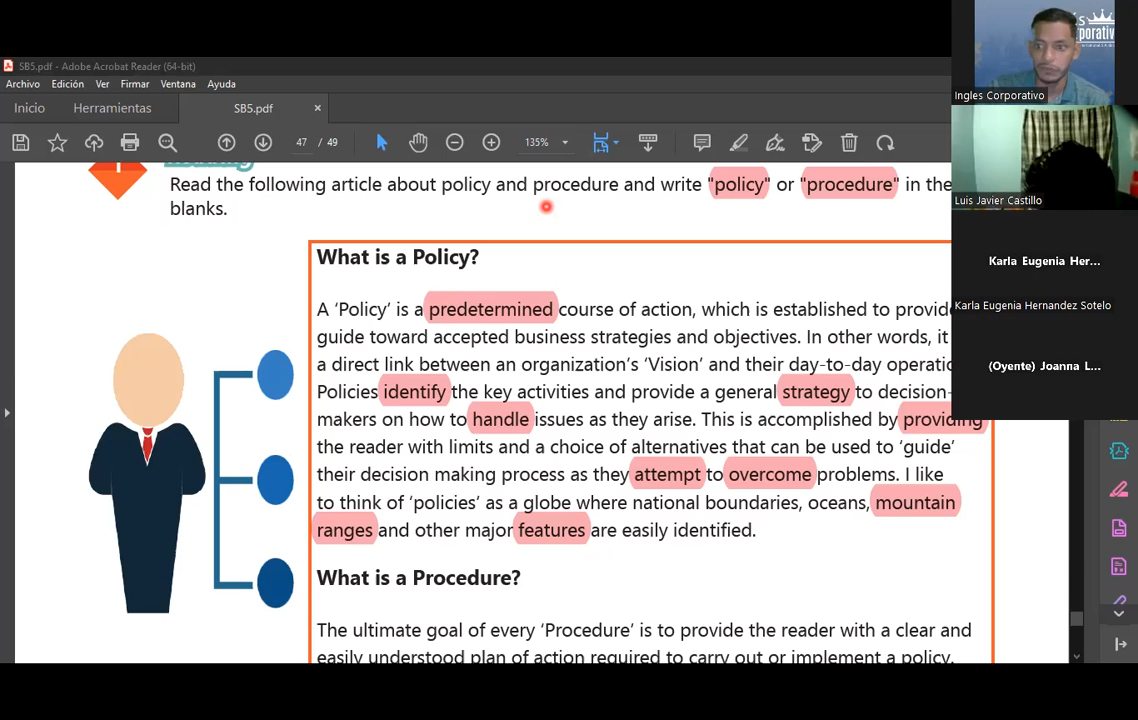 SB5.pdf - Adobe Acrobat Reader (64-bit)
Archivo Edición Ver Firmar Ventana Ayuda
Inicio Herramientas SB5.pdf ×
47 / 49 135%
Read the following article about policy and procedure and write "policy" or "procedure" in the
blanks.
What is a Policy?
A ‘Policy’ is a predetermined course of action, which is established to provide
guide toward accepted business strategies and objectives. In other words, it
a direct link between an organization’s ‘Vision’ and their day-to-day
Policies identify the key activities and provide a general strategy to decision-
makers on how to handle issues as they arise. This is accomplished by providing
the reader with limits and a choice of alternatives that can be used to ‘guide’
their decision making process as they attempt to overcome problems. I like
to think of ‘policies’ as a globe where national boundaries, oceans, mountain
ranges and other major features are easily identified.
What is a Procedure?
The ultimate goal of every ‘Procedure’ is to provide the reader with a clear and
easily understood plan of action required to carry out or implement a policy.
Ingles Corporativo
Luis Javier Castillo
Karla Eugenia Her...
Karla Eugenia Hernandez Sotelo
(Oyente) Joanna L...